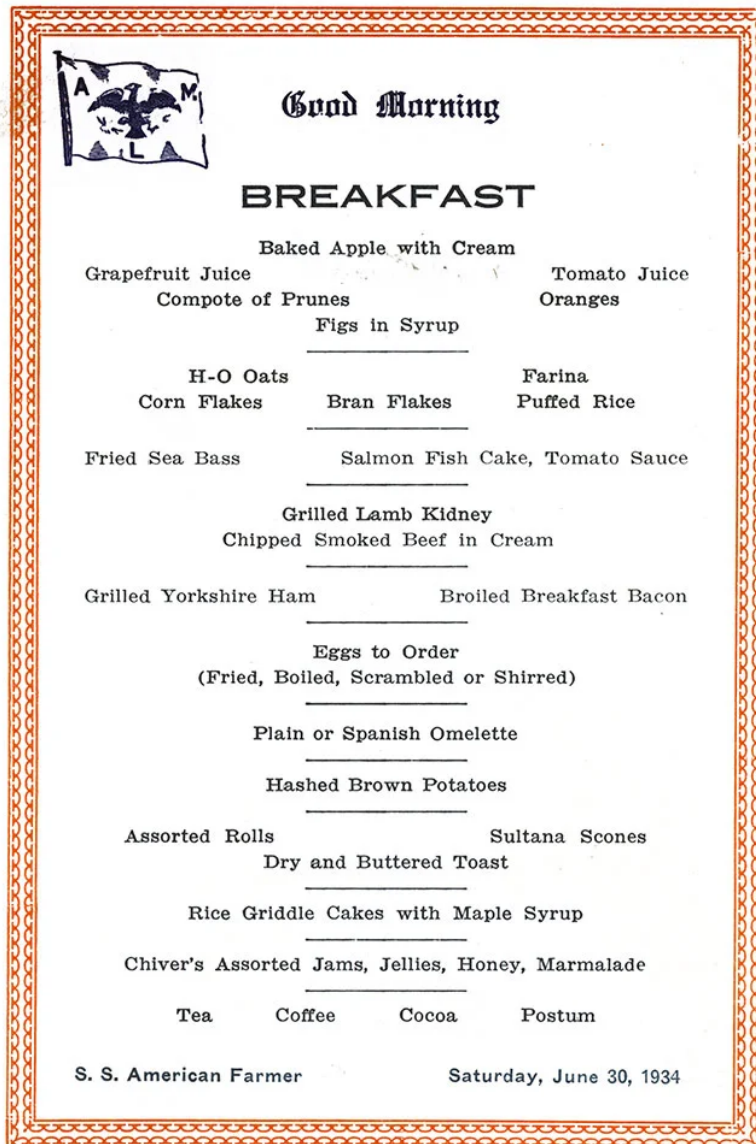 A M.
L
Good Morning
BREAKFAST
Baked Apple with Cream
Grapefruit Juice Tomato Juice
Compote of Prunes Oranges
Figs in Syrup
H-O Oats Farina
Corn Flakes Bran Flakes Puffed Rice
Fried Sea Bass Salmon Fish Cake, Tomato Sauce
Grilled Lamb Kidney
Chipped Smoked Beef in Cream
Grilled Yorkshire Ham Broiled Breakfast Bacon
Eggs to Order
(Fried, Boiled, Scrambled or Shirred)
Plain or Spanish Omelette
Hashed Brown Potatoes
Assorted Rolls Sultana Scones
Dry and Buttered Toast
Rice Griddle Cakes with Maple Syrup
Chiver's Assorted Jams, Jellies, Honey, Marmalade
Tea Coffee Cocoa Postum
S. S. American Farmer Saturday, June 30, 1934